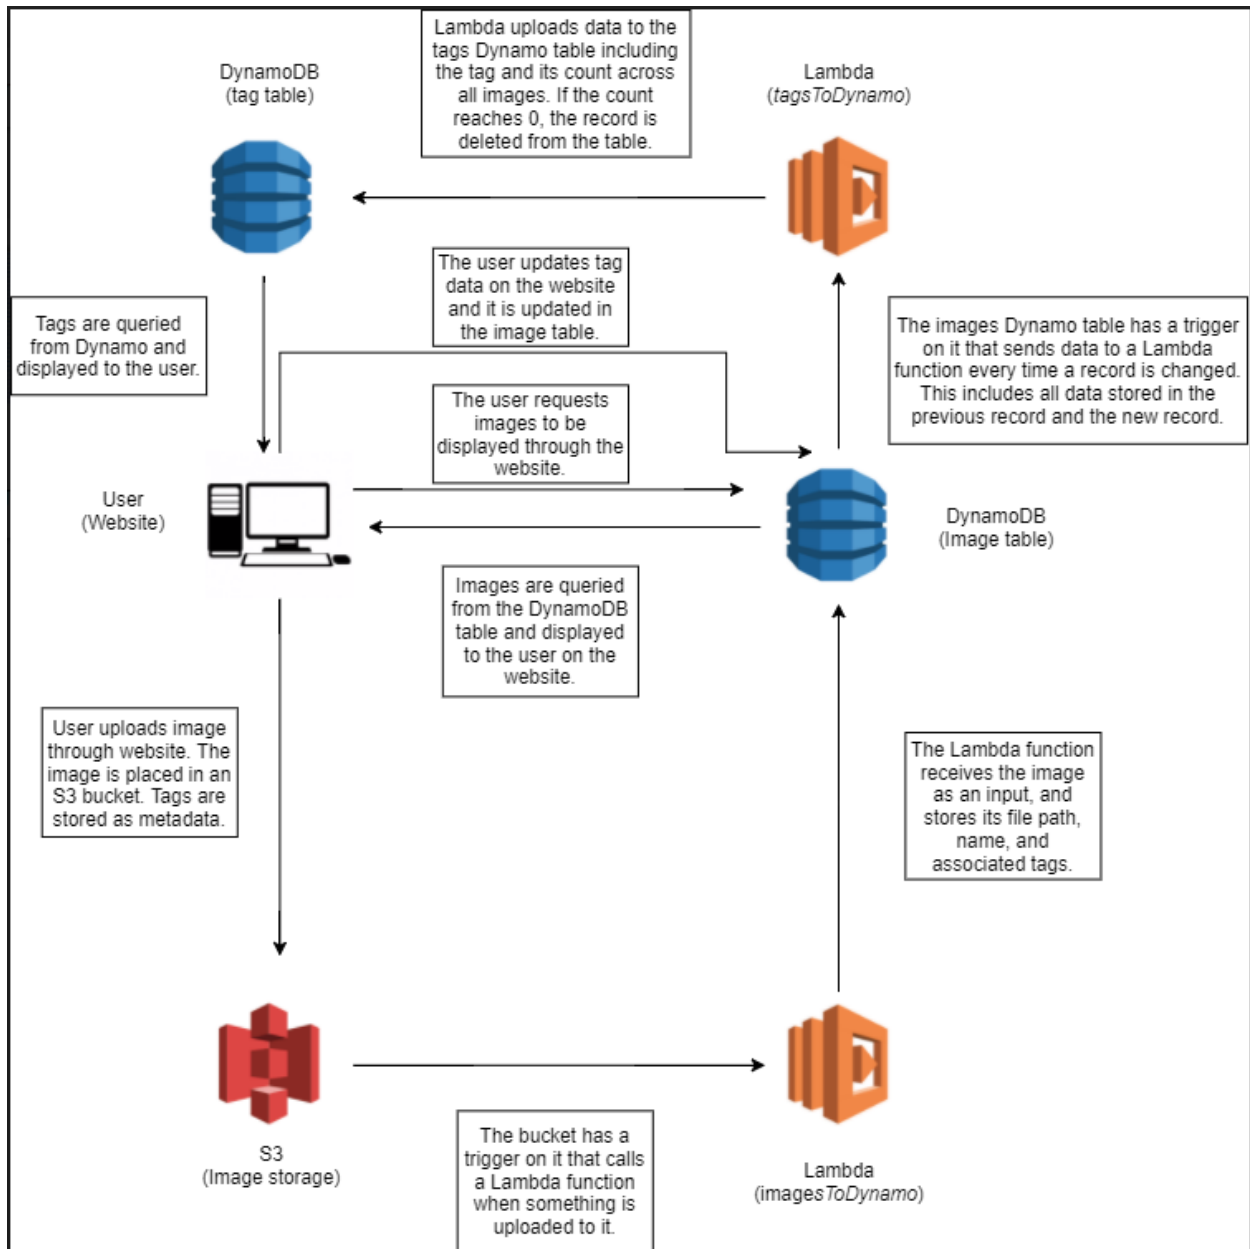 Lambda uploads data to the
tags Dynamo table including
the tag and its count across
all images. If the count
reaches 0, the record is
deleted from the table.
DynamoDB
(tag table)
Lambda
(tagsToDynamo)
The user updates tag
data on the website
and it is updated in
the image table.
Tags are queried
from Dynamo and
displayed to the user.
The images Dynamo table has a trigger
on it that sends data to a Lambda
function every time a record is changed.
This includes all data stored in the
previous record and the new record.
The user requests
images to be
displayed through the
website.
User
(Website)
DynamoDB
(Image table)
Images are queried
from the DynamoDB
table and displayed
to the user on the
website.
User uploads image
through website. The
image is placed in an
S3 bucket. Tags are
stored as metadata.
The Lambda function
receives the image
as an input, and
stores its file path,
name, and
associated tags.
S3
(Image storage)
The bucket has a
trigger on it that calls
a Lambda function
when something is
uploaded to it.
Lambda
(imagesToDynamo)